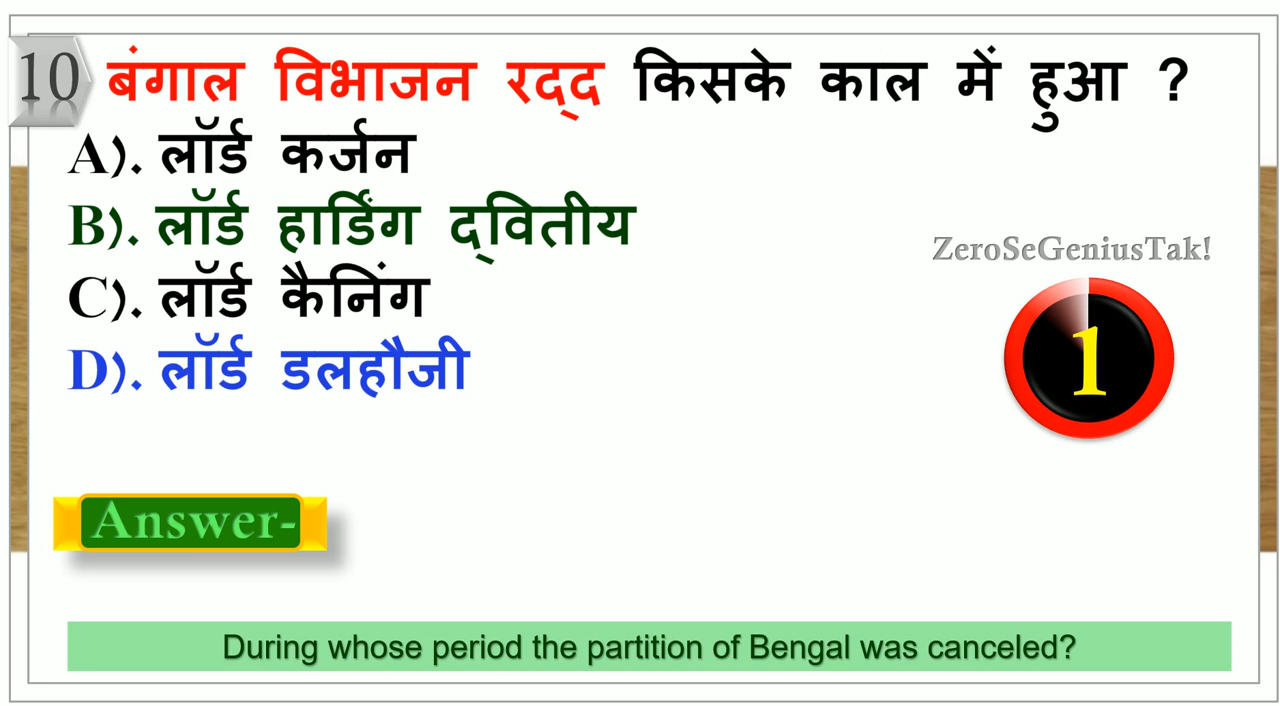 10 बंगाल विभाजन रद्द किसके काल में हुआ ?
A). लॉर्ड कर्जन
B). लॉर्ड हार्डिंग द्वितीय
C). लॉर्ड कैनिंग
D). लॉर्ड डलहौजी
ZeroSeGeniusTak!
1
Answer-
During whose period the partition of Bengal was canceled?